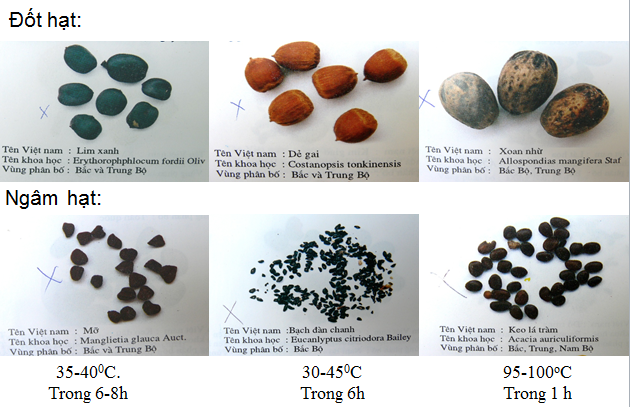 Đốt hạt:
Tên Việt nam : Lim xanh
Tên khoa học : Erythorophphlocum fordii Oliv
Vùng phân bố : Bắc và Trung Bộ
Tên Việt nam : Dẻ gai
Tên khoa học : Costanopsis tonkinensis
Vùng phân bố : Bắc và Trung Bộ
Tên Việt nam : Xoan nhừ
Tên khoa học : Allospondias mangifera Staf
Vùng phân bố : Bắc Bộ, Trung Bộ
Ngâm hạt:
Tên Việt nam : Mỡ
Tên khoa học : Manglietia glauca Auct.
Vùng phân bố : Bắc và Trung Bộ
Tên Việt nam :Bạch đàn chanh
Tên khoa học : Eucanlyptus citriodora Bailey
Vùng phân bố : Bắc Bộ
Tên Việt nam : Keo lá tràm
Tên khoa học : Acacia auriculiformis
Vùng phân bố : Bắc, Trung, Nam Bộ
35-40⁰C.
Trong 6-8h
30-45⁰C
Trong 6h
95-100ᵒC
Trong 1 h